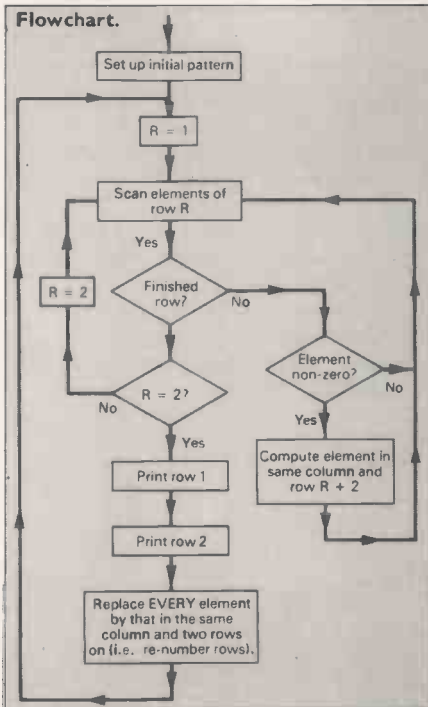 Flowchart.
Set up initial pattern
R = 1
Scan elements of
row R
Yes
R = 2
Finished
row?
No
Element
non-zero?
No
R = 2?
No
Yes
Yes
Compute element in
same column and
row R + 2
Print row 1
Print row 2
Replace EVERY element
by that in the same
column and two rows
on (i.e. re-number rows).